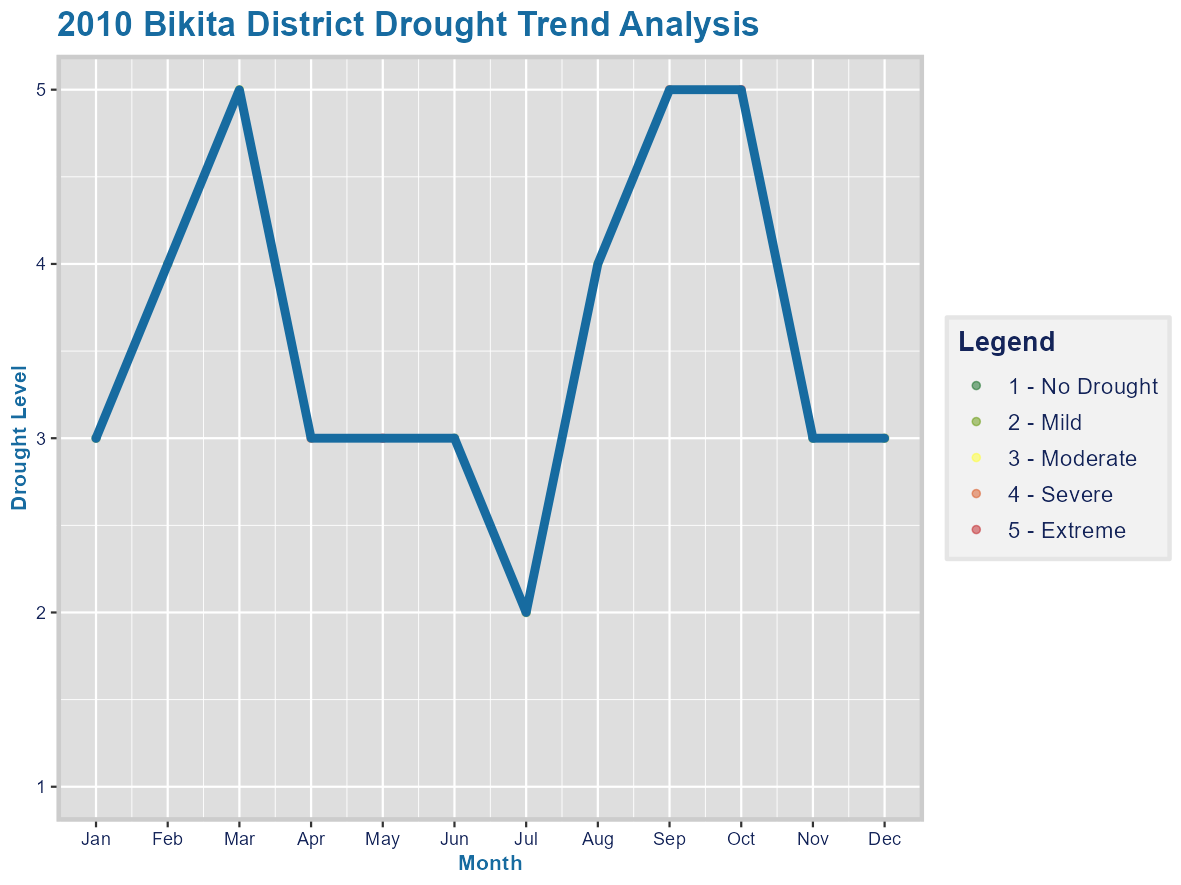 2010 Bikita District Drought Trend Analysis
5
4
3
2
1
Drought Level
Jan Feb Mar Apr May Jun Jul Aug Sep Oct Nov Dec
Month
Legend
1 - No Drought
2 - Mild
3 - Moderate
4 - Severe
5 - Extreme